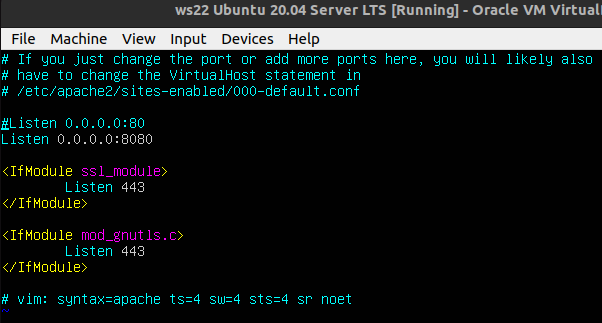 ws22 Ubuntu 20.04 Server LTS [Running] - Oracle VM
File Machine View Input Devices Help
# If you just change the port or add more ports here, you will likely also
# have to change the VirtualHost statement in
# /etc/apache2/sites-enabled/000-default.conf
#Listen 0.0.0.0:80
Listen 0.0.0.0:8080
<IfModule ssl_module>
Listen 443
</IfModule>
<IfModule mod_gnutls.c>
Listen 443
</IfModule>
# vim: syntax=apache ts=4 sw=4 sts=4 sr noet
~